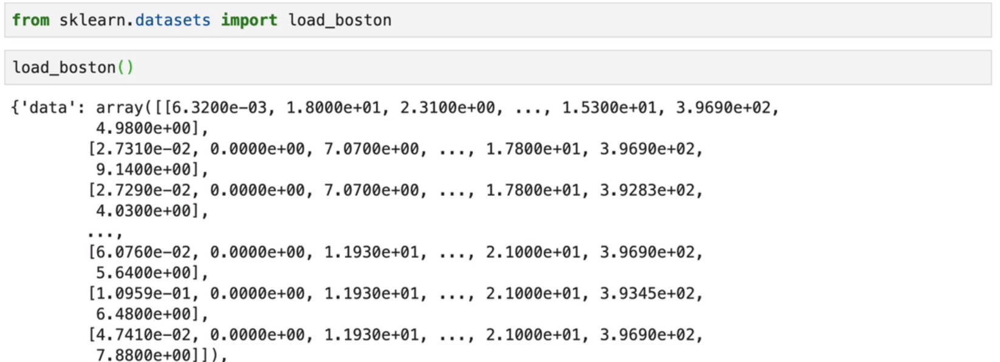 from sklearn.datasets import load_boston
load_boston()
{'data': array([[6.3200e-03, 1.8000e+01, 2.3100e+00, ..., 1.5300e+01, 3.9690e+02,
4.9800e+00],
[2.7310e-02, 0.0000e+00, 7.0700e+00, ..., 1.7800e+01, 3.9690e+02,
9.1400e+00],
[2.7290e-02, 0.0000e+00, 7.0700e+00, ..., 1.7800e+01, 3.9283e+02,
4.0300e+00],
...,
[6.0760e-02, 0.0000e+00, 1.1930e+01, ..., 2.1000e+01, 3.9690e+02,
5.6400e+00],
[1.0959e-01, 0.0000e+00, 1.1930e+01, ..., 2.1000e+01, 3.9345e+02,
6.4800e+00],
[4.7410e-02, 0.0000e+00, 1.1930e+01, ..., 2.1000e+01, 3.9690e+02,
7.8800e+00]]),